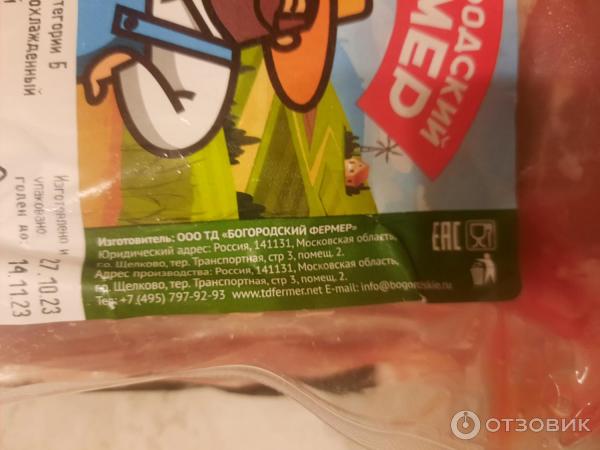 РОДСКИЙ
МЕР
атегории Б
охлажденный
Изготовлено и
упаковано:
27.10.23
годен до:
14.11.23
Изготовитель: ООО ТД «БОГОРОДСКИЙ ФЕРМЕР»
Юридический адрес: Россия, 141131, Московская область,
го. Щелково, тер. Транспортная, стр 3, помещ. 2.
Адрес производства: Россия, 141131, Московская область,
го. Щелково, тер. Транспортная, стр 3, помещ. 2.
Тел: +7 (495) 797-92-93 www.tdfermer.net E-mail: info@bogorodskie.ru
EAC
ОТЗОВИК